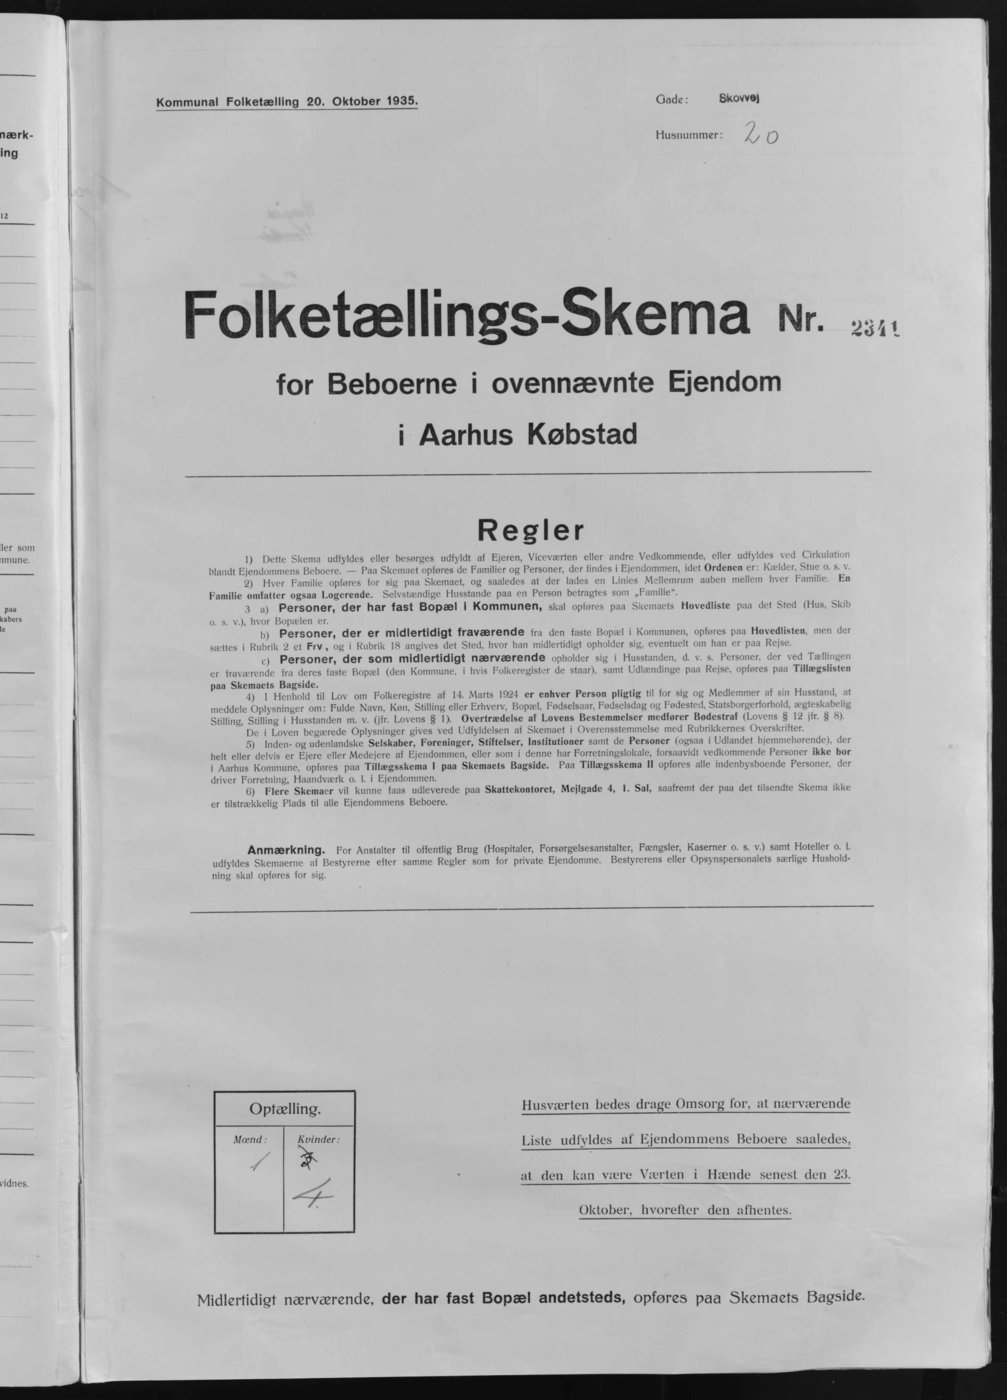 Kommunal Folketælling 20. Oktober 1935.
Gade: Skovvej
Husnummer: 20
Folketællings-Skema Nr. 2341
for Beboerne i ovennævnte Ejendom
i Aarhus Købstad
Regler
1) Dette Skema udfyldes eller besørges udfyldt af Ejeren, Viceværten eller andre Vedkommende, eller udfyldes ved Cirkulation
blandt Ejendommens Beboere. — Paa Skemaet opføres de Familier og Personer, der findes i Ejendommen, idet Ordenen er: Kælder, Stue o. s. v.
2) Hver Familie opføres for sig paa Skemaet, og saaledes at der lades en Linies Mellemrum aaben mellem hver Familie. En
Familie omfatter ogsaa Logerende. Selvstændige Husstande paa en Person betragtes som „Familie“.
3 a) Personer, der har fast Bopæl i Kommunen, skal opføres paa Skemaets Hovedliste paa det Sted (Hus, Skib
o. s. v.), hvor Bopælen er.
b) Personer, der er midlertidigt fraværende fra den faste Bopæl i Kommunen, opføres paa Hovedlisten, men der
sættes i Rubrik 2 et Frv, og i Rubrik 18 angives det Sted, hvor han midlertidigt opholder sig, eventuelt om han er paa Rejse.
c) Personer, der som midlertidigt nærværende opholder sig i Husstanden, d. v. s. Personer, der ved Tællingen
er fraværende fra deres faste Bopæl (den Kommune, i hvis Folkeregister de staar), samt Udlændinge paa Rejse, opføres paa Tillægslisten
paa Skemaets Bagside.
4) I Henhold til Lov om Folkeregistre af 14. Marts 1924 er enhver Person pligtig til for sig og Medlemmer af sin Husstand, at
meddele Oplysninger om: Fulde Navn, Køn, Stilling eller Erhverv, Bopæl, Fødselsaar, Fødselsdag og Fødested, Statsborgerforhold, ægteskabelig
Stilling, Stilling i Husstanden m. v. (jfr. Lovens § 1). Overtrædelse af Lovens Bestemmelser medfører Bødestraf (Lovens § 12 jfr. § 8).
De i Loven begærede Oplysninger gives ved Udfyldelsen af Skemaet i Overensstemmelse med Rubrikkernes Overskrifter.
5) Inden- og udenlandske Selskaber, Foreninger, Stiftelser, Institutioner samt de Personer (ogsaa i Udlandet hjemmehørende), der
helt eller delvis er Ejere eller Medejere af Ejendommen, eller som i denne har Forretningslokale, forsaavidt vedkommende Personer ikke bor
i Aarhus Kommune, opføres paa Tillægsskema I paa Skemaets Bagside. Paa Tillægsskema II opføres alle indenbysboende Personer, der
driver Forretning, Haandværk o. l. i Ejendommen.
6) Flere Skemaer vil kunne faas udleverede paa Skattekontoret, Mejlgade 4, 1. Sal, saafremt der paa det tilsendte Skema ikke
er tilstrækkelig Plads til alle Ejendommens Beboere.
Anmærkning. For Anstalter til offentlig Brug (Hospitaler, Forsørgelsesanstalter, Fængsler, Kaserner o. s. v.) samt Hoteller o. l.
udfyldes Skemaerne af Bestyrerne efter samme Regler som for private Ejendomme. Bestyrerens eller Opsynspersonalets særlige Hushold-
ning skal opføres for sig.
Optælling.
Mænd: Kvinder:
1
4.
Husværten bedes drage Omsorg for, at nærværende
Liste udfyldes af Ejendommens Beboere saaledes,
at den kan være Værten i Hænde senest den 23.
Oktober, hvorefter den afhentes.
Midlertidigt nærværende, der har fast Bopæl andetsteds, opføres paa Skemaets Bagside.